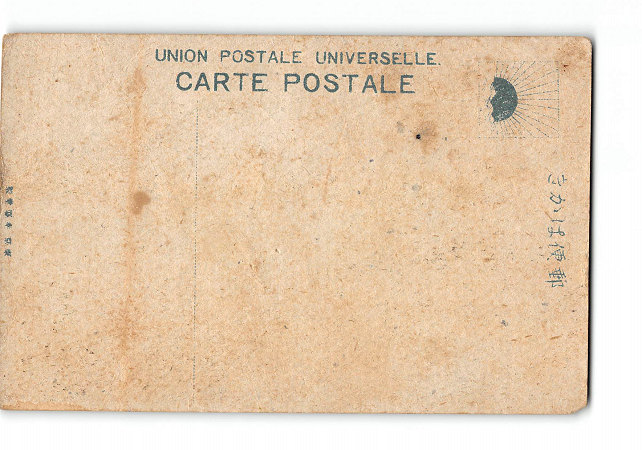 UNION POSTALE UNIVERSELLE.
CARTE POSTALE
郵便はかき